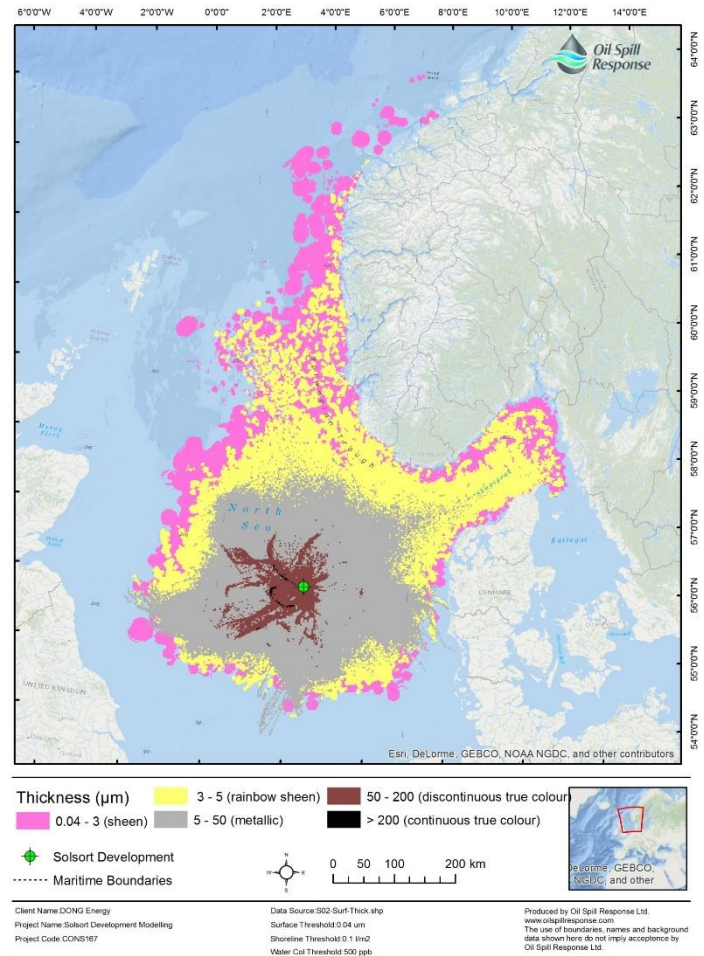 6°0'0"W 4°0'0"W 2°0'0"W 0°0'0" 2°0'0"E 4°0'0"E 6°0'0"E 8°0'0"E 10°0'0"E 12°0'0"E 14°0'0"E
Oil Spill
Response
64°0'0"N
63°0'0"N
62°0'0"N
61°0'0"N
60°0'0"N
59°0'0"N
58°0'0"N
57°0'0"N
56°0'0"N
55°0'0"N
54°0'0"N
Moray
Firth
North
Sea
Skagerrak
Kattegat
DENMARK
UNITED KINGDOM
Esri, DeLorme, GEBCO, NOAA NGDC, and other contributors
Thickness (µm)
0.04 - 3 (sheen)
3 - 5 (rainbow sheen)
5 - 50 (metallic)
50 - 200 (discontinuous true colour)
> 200 (continuous true colour)
Solsort Development
Maritime Boundaries
N
W E
S
0 50 100 200 km
DeLorme, GEBCO,
NGDC, and other
Client Name:DONG Energy
Project Name:Solsort Development Modelling
Project Code:CONS167
Data Source:S02-Surf-Thick.shp
Surface Threshold:0.04 um
Shoreline Threshold:0.1 l/m2
Water Col Threshold:500 ppb
Produced by Oil Spill Response Ltd.
www.oilspillresponse.com
The use of boundaries, names and background
data shown here do not imply acceptance by
Oil Spill Response Ltd.